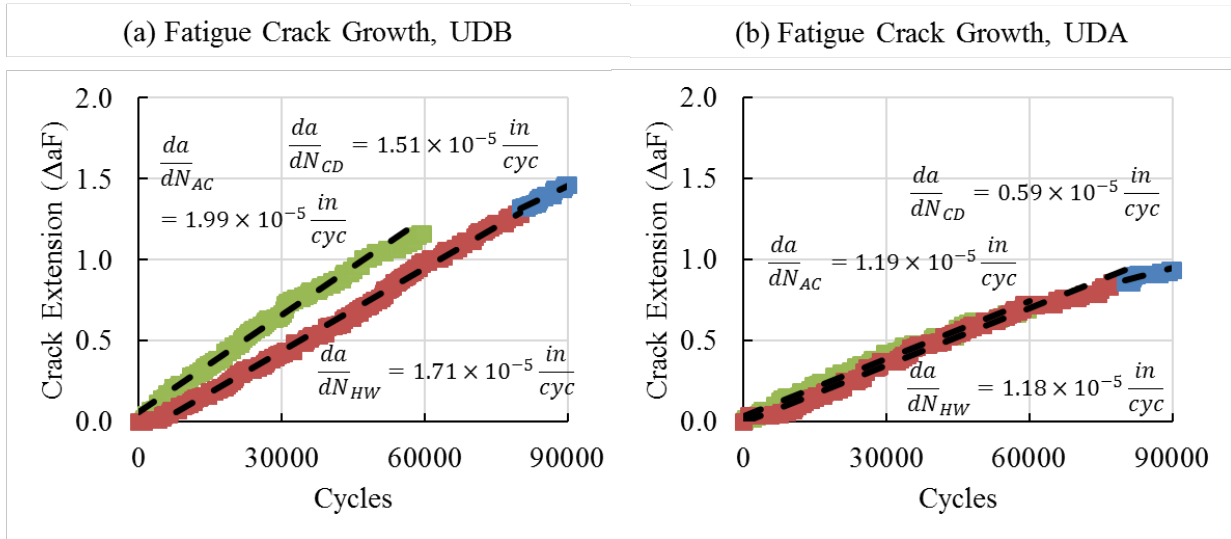 (a) Fatigue Crack Growth, UDB
Crack Extension (ΔaF)
2.0
1.5
1.0
0.5
0.0
da/dN_AC
= 1.99 × 10⁻⁵ in/cyc
da/dN_CD = 1.51 × 10⁻⁵ in/cyc
da/dN_HW = 1.71 × 10⁻⁵ in/cyc
0 30000 60000 90000
Cycles
(b) Fatigue Crack Growth, UDA
Crack Extension (ΔaF)
2.0
1.5
1.0
0.5
0.0
da/dN_CD = 0.59 × 10⁻⁵ in/cyc
da/dN_AC = 1.19 × 10⁻⁵ in/cyc
da/dN_HW = 1.18 × 10⁻⁵ in/cyc
0 30000 60000 90000
Cycles